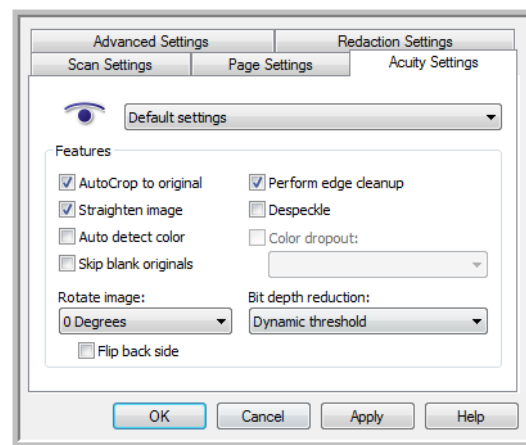 Advanced Settings Redaction Settings
Scan Settings Page Settings Acuity Settings
Default settings
Features
AutoCrop to original Perform edge cleanup
Straighten image Despeckle
Auto detect color Color dropout:
Skip blank originals
Rotate image: Bit depth reduction:
0 Degrees Dynamic threshold
Flip back side
OK Cancel Apply Help